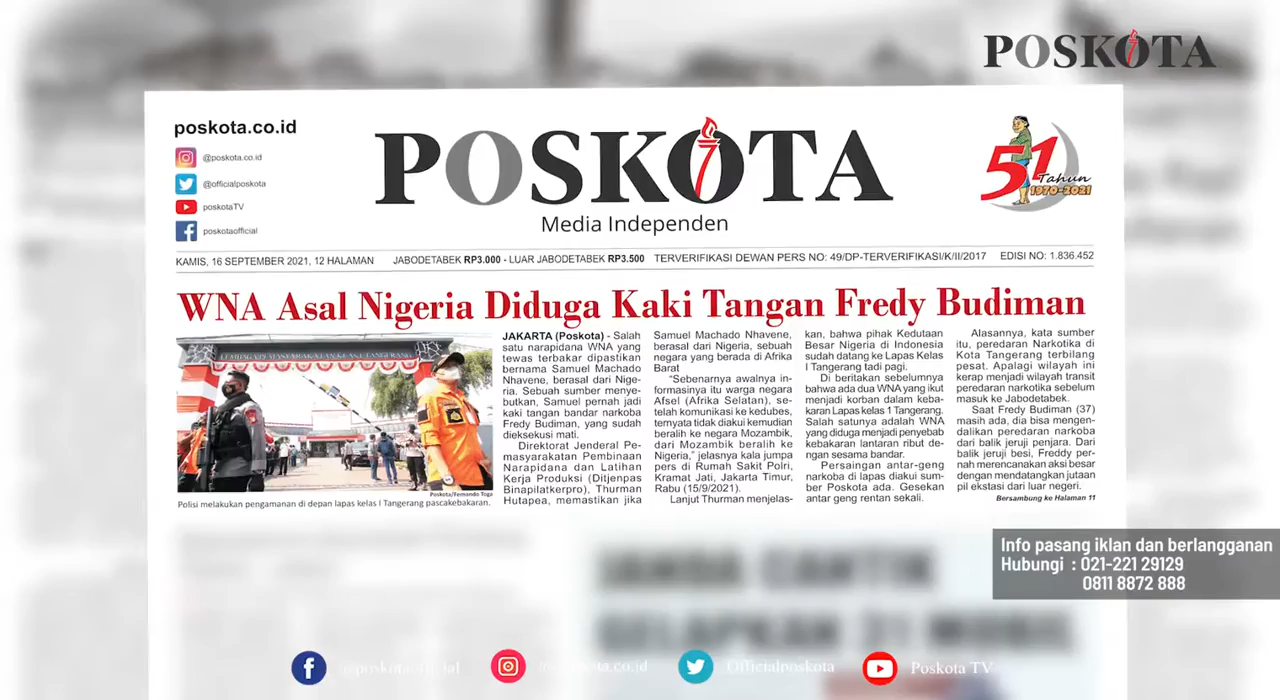 POSKOTA
poskota.co.id
@poskota.co.id
@officialposkota
poskotaTV
poskotaofficial
POSKOTA
Media Independen
51
Tahun
1970-2021
KAMIS, 16 SEPTEMBER 2021, 12 HALAMAN
JABODETABEK RP3.000 - LUAR JABODETABEK RP3.500
TERVERIFIKASI DEWAN PERS NO: 49/DP-TERVERIFIKASI/K/II/2017
EDISI NO: 1.836.452
WNA Asal Nigeria Diduga Kaki Tangan Fredy Budiman
LEMBAGA PEMASYARAKATAN KELAS I TANGERANG
Poskota/Fernando Toga
Polisi melakukan pengamanan di depan lapas kelas I Tangerang pascakebakaran.
JAKARTA (Poskota) - Salah
satu narapidana WNA yang
tewas terbakar dipastikan
bernama Samuel Machado
Nhavene, berasal dari Nige-
ria. Sebuah sumber menye-
butkan, Samuel pernah jadi
kaki tangan bandar narkoba
Fredy Budiman, yang sudah
dieksekusi mati.
Direktorat Jenderal Pe-
masyarakatan Pembinaan
Narapidana dan Latihan
Kerja Produksi (Ditjenpas
Binapilatkerpro), Thurman
Hutapea, memastikan jika
Samuel Machado Nhavene,
berasal dari Nigeria, sebuah
negara yang berada di Afrika
Barat
"Sebenarnya awalnya in-
formasinya itu warga negara
Afsel (Afrika Selatan), se-
telah komunikasi ke kedubes,
ternyata tidak diakui kemudian
beralih ke negara Mozambik,
dari Mozambik beralih ke
Nigeria," jelasnya kala jumpa
pers di Rumah Sakit Polri,
Kramat Jati, Jakarta Timur,
Rabu (15/9/2021).
Lanjut Thurman menjelas-
kan, bahwa pihak Kedutaan
Besar Nigeria di Indonesia
sudah datang ke Lapas Kelas
I Tangerang tadi pagi.
Di beritakan sebelumnya
bahwa ada dua WNA yang ikut
menjadi korban dalam keba-
karan Lapas kelas 1 Tangerang.
Salah satunya adalah WNA
yang diduga menjadi penyebab
kebakaran lantaran ribut de-
ngan sesama bandar.
Persaingan antar-geng
narkoba di lapas diakui sum-
ber Poskota ada. Gesekan
antar geng rentan sekali.
Alasannya, kata sumber
itu, peredaran Narkotika di
Kota Tangerang terbilang
pesat. Apalagi wilayah ini
kerap menjadi wilayah transit
peredaran narkotika sebelum
masuk ke Jabodetabek.
Saat Fredy Budiman (37)
masih ada, dia bisa mengen-
dalikan peredaran narkoba
dari balik jeruji penjara. Dari
balik jeruji besi, Freddy per-
nah merencanakan aksi besar
dengan mendatangkan jutaan
pil ekstasi dari luar negeri.
Bersambung ke Halaman 11
JANDA CANTIK
GELAPKAN 31 MOBIL
Info pasang iklan dan berlangganan
Hubungi : 021-221 29129
0811 8872 888
@poskotaofficial
@poskota.co.id
Officialposkota
Poskota TV